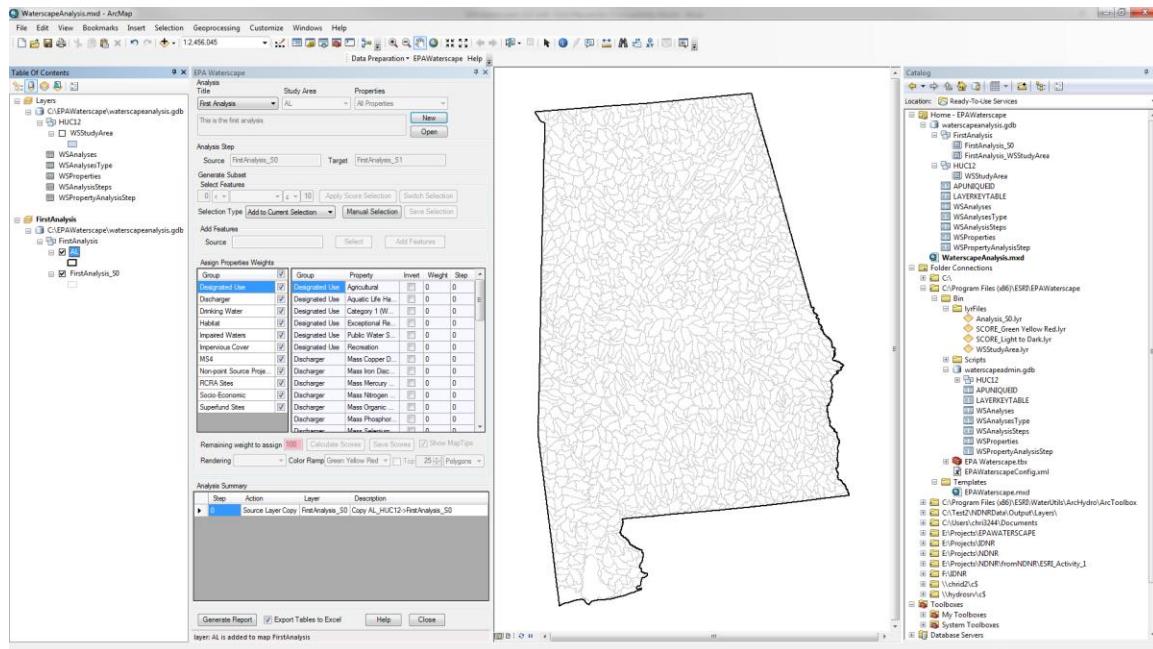 WaterscapeAnalysis.mxd - ArcMap
File Edit View Bookmarks Insert Selection Geoprocessing Customize Windows Help
1:2,456,045
Data Preparation EPAWaterscape Help
Table Of Contents
Layers
C:\EPAWaterscape\waterscapeanalysis.gdb
HUC12
WSStudyArea
WSAnalyses
WSAnalysesType
WSProperties
WSAnalysisSteps
WSPropertyAnalysisStep
FirstAnalysis
C:\EPAWaterscape\waterscapeanalysis.gdb
FirstAnalysis
AL
FirstAnalysis_S0
EPA Waterscape
Analysis
Title Study Area Properties
First Analysis AL All Properties
This is the first analysis
New
Open
Analysis Step
Source FirstAnalysis_S0 Target FirstAnalysis_S1
Generate Subset
Select Features
0 < ≤ 10 Apply Score Selection Switch Selection
Selection Type Add to Current Selection Manual Selection Save Selection
Add Features
Source Select Add Features
Assign Properties Weights
Group
Designated Use
Discharger
Drinking Water
Habitat
Impaired Waters
Impervious Cover
MS4
Non-point Source Proje...
RCRA Sites
Socio-Economic
Superfund Sites
Group Property Invert Weight Step
Designated Use Agricultural 0 0
Designated Use Aquatic Life Ha... 0 0
Designated Use Category 1 (W... 0 0
Designated Use Exceptional Re... 0 0
Designated Use Public Water S... 0 0
Designated Use Recreation 0 0
Discharger Mass Copper D... 0 0
Discharger Mass Iron Disc... 0 0
Discharger Mass Mercury ... 0 0
Discharger Mass Nitrogen ... 0 0
Discharger Mass Organic ... 0 0
Discharger Mass Phosphor... 0 0
Discharger Mass Selenium ... 0 0
Remaining weight to assign 100 Calculate Scores Save Scores Show MapTips
Rendering Color Ramp Green Yellow Red Top 25 Polygons
Analysis Summary
Step Action Layer Description
0 Source Layer Copy FirstAnalysis_S0 Copy AL_HUC12->FirstAnalysis_S0
Generate Report Export Tables to Excel Help Close
layer: AL is added to map FirstAnalysis
Catalog
Location: Ready-To-Use Services
Home - EPAWaterscape
waterscapeanalysis.gdb
FirstAnalysis
FirstAnalysis_S0
FirstAnalysis_WSStudyArea
HUC12
WSStudyArea
APUNIQUEID
LAYERKEYTABLE
WSAnalyses
WSAnalysesType
WSAnalysisSteps
WSProperties
WSPropertyAnalysisStep
WaterscapeAnalysis.mxd
Folder Connections
C:\
C:\Program Files (x86)\ESRI\EPAWaterscape
Bin
lyrFiles
Analysis_S0.lyr
SCORE_Green Yellow Red.lyr
SCORE_Light to Dark.lyr
WSStudyArea.lyr
Scripts
waterscapeadmin.gdb
HUC12
APUNIQUEID
LAYERKEYTABLE
WSAnalyses
WSAnalysesType
WSAnalysisSteps
WSProperties
WSPropertyAnalysisStep
EPA Waterscape.tbx
EPAWaterscapeConfig.xml
Templates
EPAWaterscape.mxd
C:\Program Files (x86)\ESRI\WaterUtils\ArcHydro\ArcToolbox
C:\Test2\NDNRData\Output\Layers\
C:\Users\chri3244\Documents
E:\Projects\EPAWATERSCAPE
E:\Projects\IDNR
E:\Projects\NDNR
E:\Projects\NDNR\fromNDNR\ESRI_Activity_1
F:\IDNR
\\chrid2\c$
\\hydrosrv\c$
Toolboxes
My Toolboxes
System Toolboxes
Database Servers